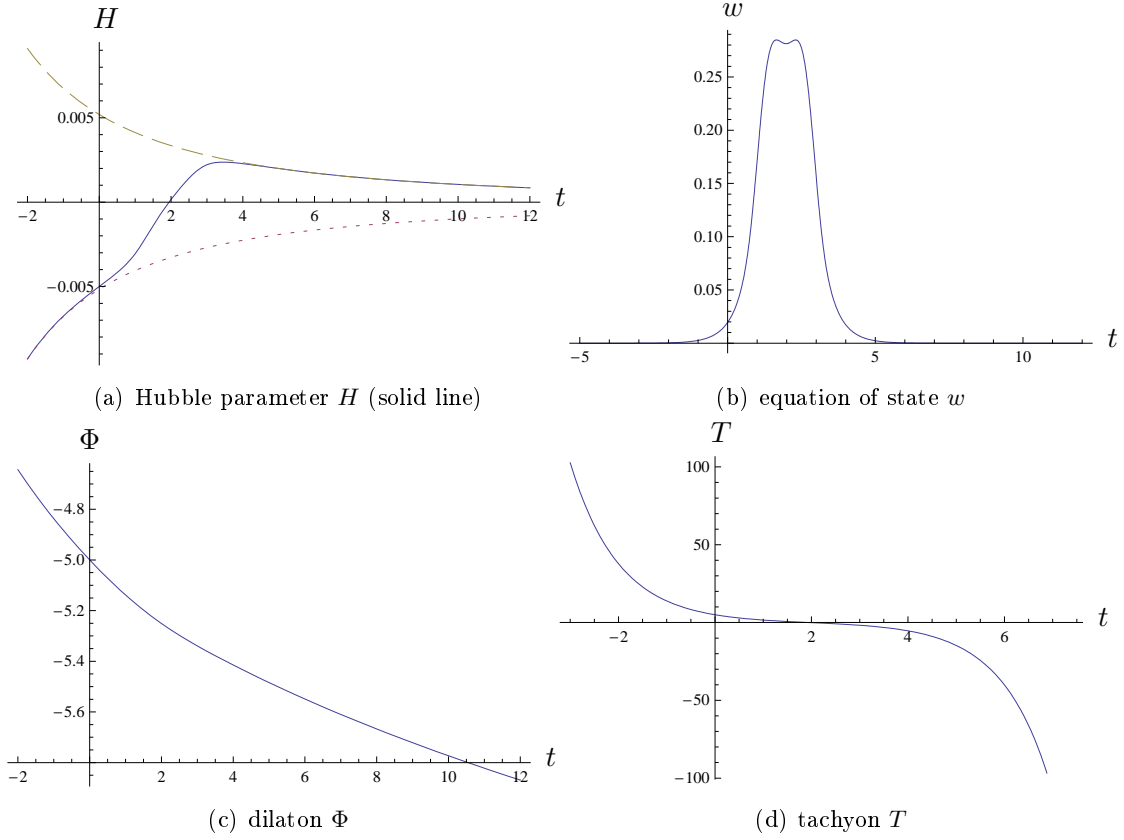 H
0.005
−2 2 4 6 8 10 12 t
−0.005
(a) Hubble parameter H (solid line)
w
0.25
0.20
0.15
0.10
0.05
−5 5 10 t
(b) equation of state w
Φ
−4.8
−5.0
−5.2
−5.4
−5.6
−2 2 4 6 8 10 12 t
(c) dilaton Φ
T
100
50
−2 2 4 6 t
−50
−100
(d) tachyon T